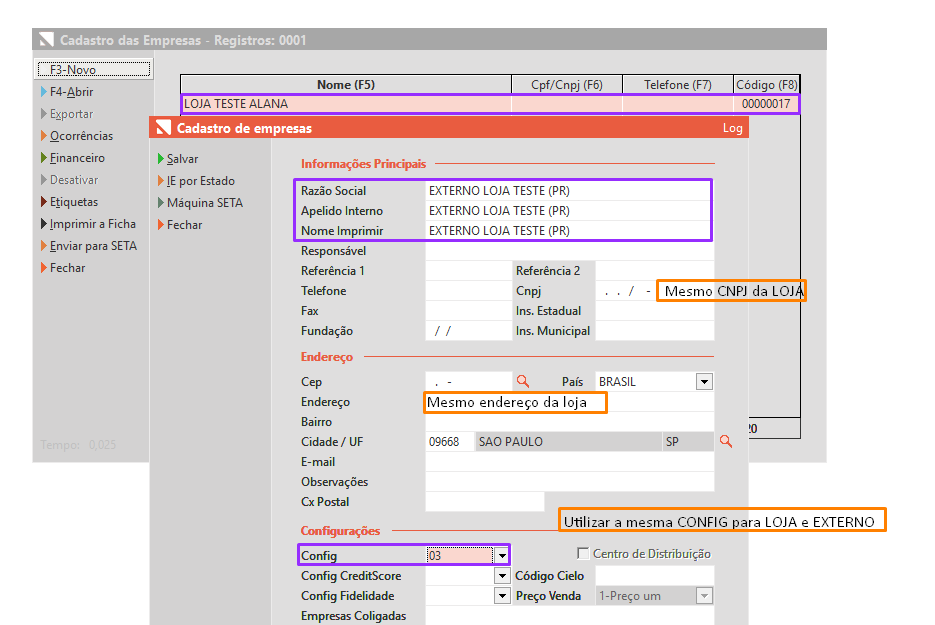 Cadastro das Empresas - Registros: 0001
F3-Novo
F4-Abrir
Exportar
Ocorrências
Financeiro
Desativar
Etiquetas
Imprimir a Ficha
Enviar para SETA
Fechar
Tempo: 0,025
Nome (F5) Cpf/Cnpj (F6) Telefone (F7) Código (F8)
LOJA TESTE ALANA 00000017
20
Cadastro de empresas Log
Salvar
IE por Estado
Máquina SETA
Fechar
Informações Principais
Razão Social EXTERNO LOJA TESTE (PR)
Apelido Interno EXTERNO LOJA TESTE (PR)
Nome Imprimir EXTERNO LOJA TESTE (PR)
Responsável
Referência 1 Referência 2
Telefone Cnpj . . / - Mesmo CNPJ da LOJA
Fax Ins. Estadual
Fundação / / Ins. Municipal
Endereço
Cep . - País BRASIL
Endereço Mesmo endereço da loja
Bairro
Cidade / UF 09668 SAO PAULO SP
E-mail
Observações
Cx Postal
Utilizar a mesma CONFIG para LOJA e EXTERNO
Configurações
Config 03 Centro de Distribuição
Config CreditScore Código Cielo
Config Fidelidade Preço Venda 1-Preço um
Empresas Coligadas